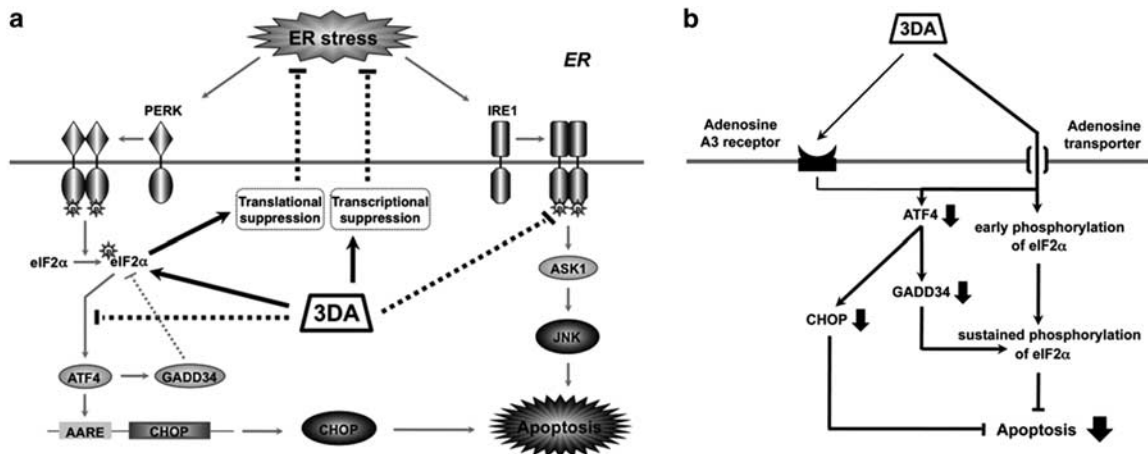 a
ER stress
ER
PERK
IRE1
Translational
suppression
Transcriptional
suppression
P P
P P
eIF2α
P
eIF2α
ASK1
3DA
JNK
ATF4
GADD34
AARE
CHOP
CHOP
Apoptosis
b
3DA
Adenosine
A3 receptor
Adenosine
transporter
ATF4
early phosphorylation
of eIF2α
GADD34
CHOP
sustained phosphorylation
of eIF2α
Apoptosis